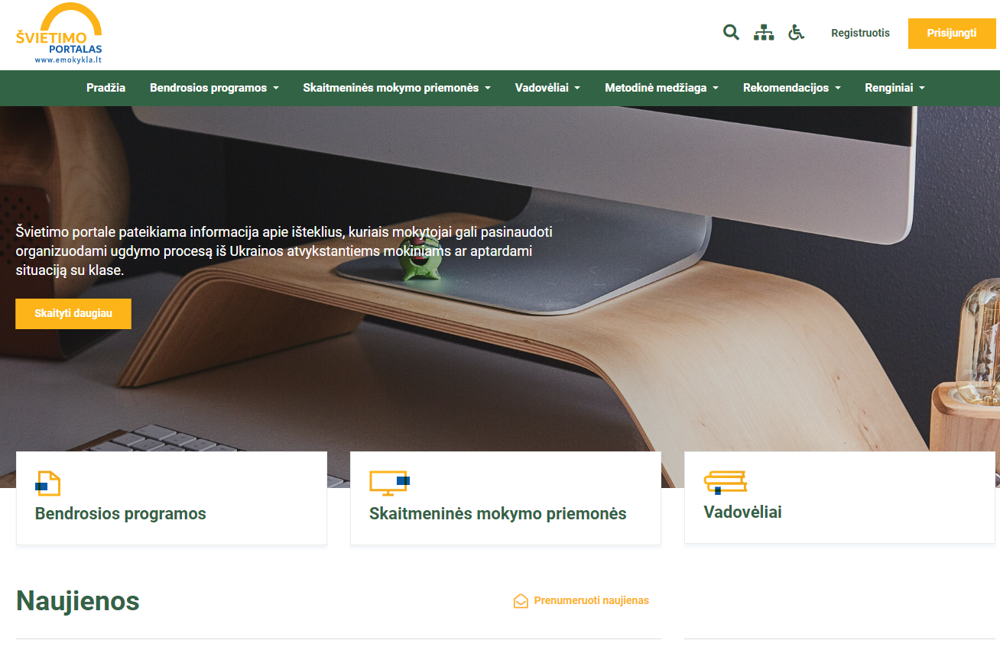 ŠVIETIMO
PORTALAS
www.emokykla.lt
Registruotis
Prisijungti
Pradžia Bendrosios programos Skaitmeninės mokymo priemonės Vadovėliai Metodinė medžiaga Rekomendacijos Renginiai
Švietimo portale pateikiama informacija apie išteklius, kuriais mokytojai gali pasinaudoti
organizuodami ugdymo procesą iš Ukrainos atvykstantiems mokiniams ar aptardami
situaciją su klase.
Skaityti daugiau
Bendrosios programos
Skaitmeninės mokymo priemonės
Vadovėliai
Naujienos
Prenumeruoti naujienas